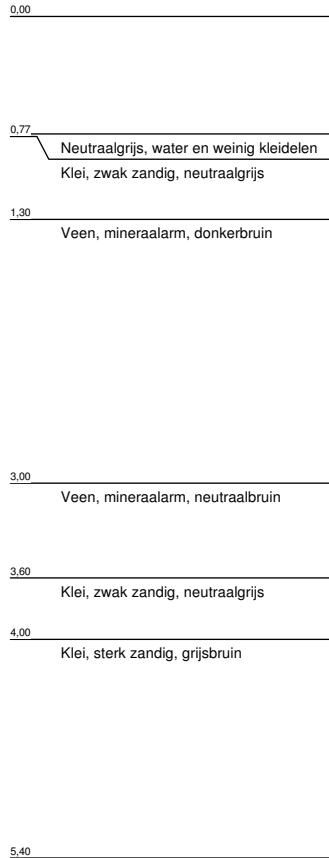 0,00
0,77
Neutraalgrijs, water en weinig kleidelen
Klei, zwak zandig, neutraalgrijs
1,30
Veen, mineraalarm, donkerbruin
3,00
Veen, mineraalarm, neutraalbruin
3,60
Klei, zwak zandig, neutraalgrijs
4,00
Klei, sterk zandig, grijsbruin
5,40